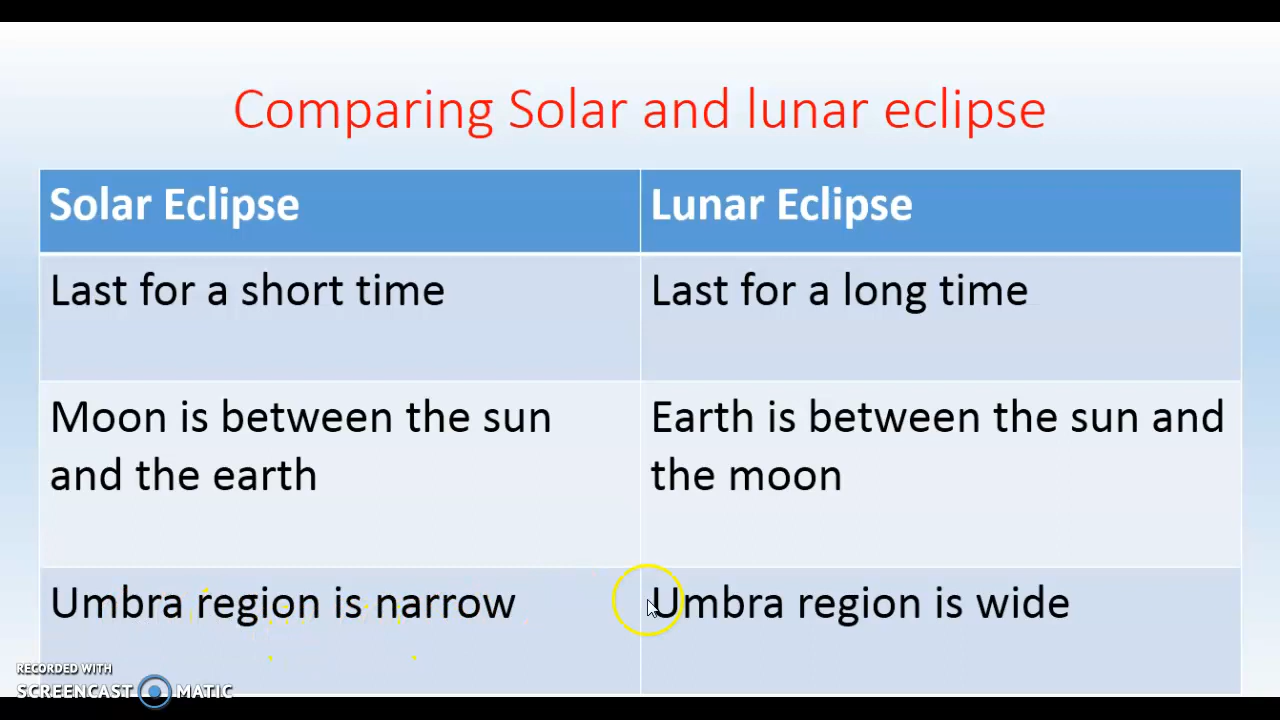 Comparing Solar and lunar eclipse
Solar Eclipse
Lunar Eclipse
Last for a short time
Last for a long time
Moon is between the sun
and the earth
Earth is between the sun and
the moon
Umbra region is narrow
Umbra region is wide
RECORDED WITH
SCREENCAST MATIC